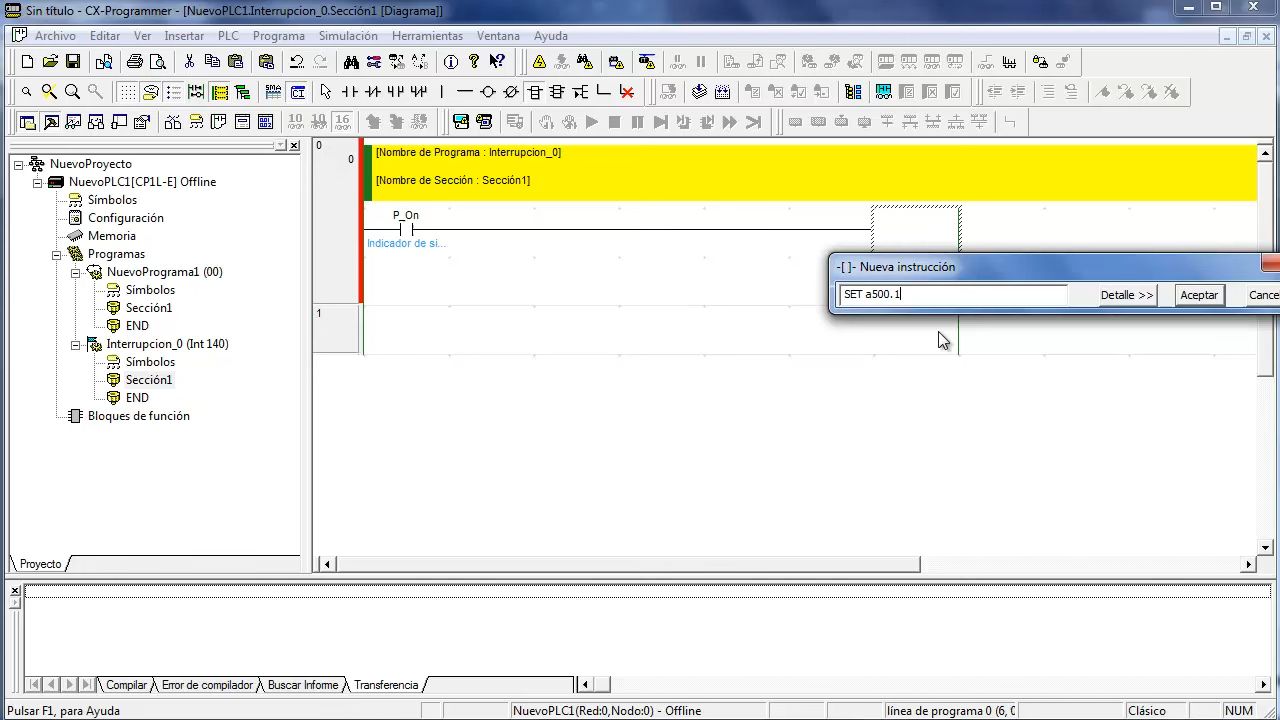 Sin título - CX-Programmer - [NuevoPLC1.Interrupcion_0.Sección1 [Diagrama]]
Archivo Editar Ver Insertar PLC Programa Simulación Herramientas Ventana Ayuda
10 10 16
NuevoProyecto
NuevoPLC1[CP1L-E] Offline
Símbolos
Configuración
Memoria
Programas
NuevoPrograma1 (00)
Símbolos
Sección1
END
Interrupcion_0 (Int 140)
Símbolos
Sección1
END
Bloques de función
Proyecto
0
0
[Nombre de Programa : Interrupcion_0]
[Nombre de Sección : Sección1]
P_On
Indicador de si...
1
-[ ]- Nueva instrucción
SET a500.1
Detalle >> Aceptar Cancel
Compilar Error de compilador Buscar Informe Transferencia
Pulsar F1, para Ayuda NuevoPLC1(Red:0,Nodo:0) - Offline línea de programa 0 (6, 0 Clásico NUM